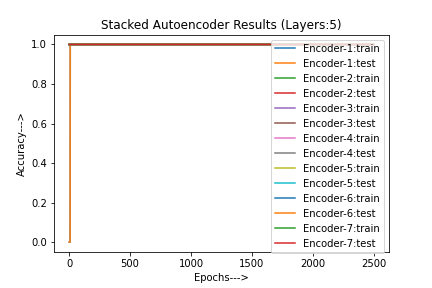 Stacked Autoencoder Results (Layers:5)
1.0
0.8
0.6
0.4
0.2
0.0
Accuracy--->
Encoder-1:train
Encoder-1:test
Encoder-2:train
Encoder-2:test
Encoder-3:train
Encoder-3:test
Encoder-4:train
Encoder-4:test
Encoder-5:train
Encoder-5:test
Encoder-6:train
Encoder-6:test
Encoder-7:train
Encoder-7:test
0 500 1000 1500 2000 2500
Epochs--->